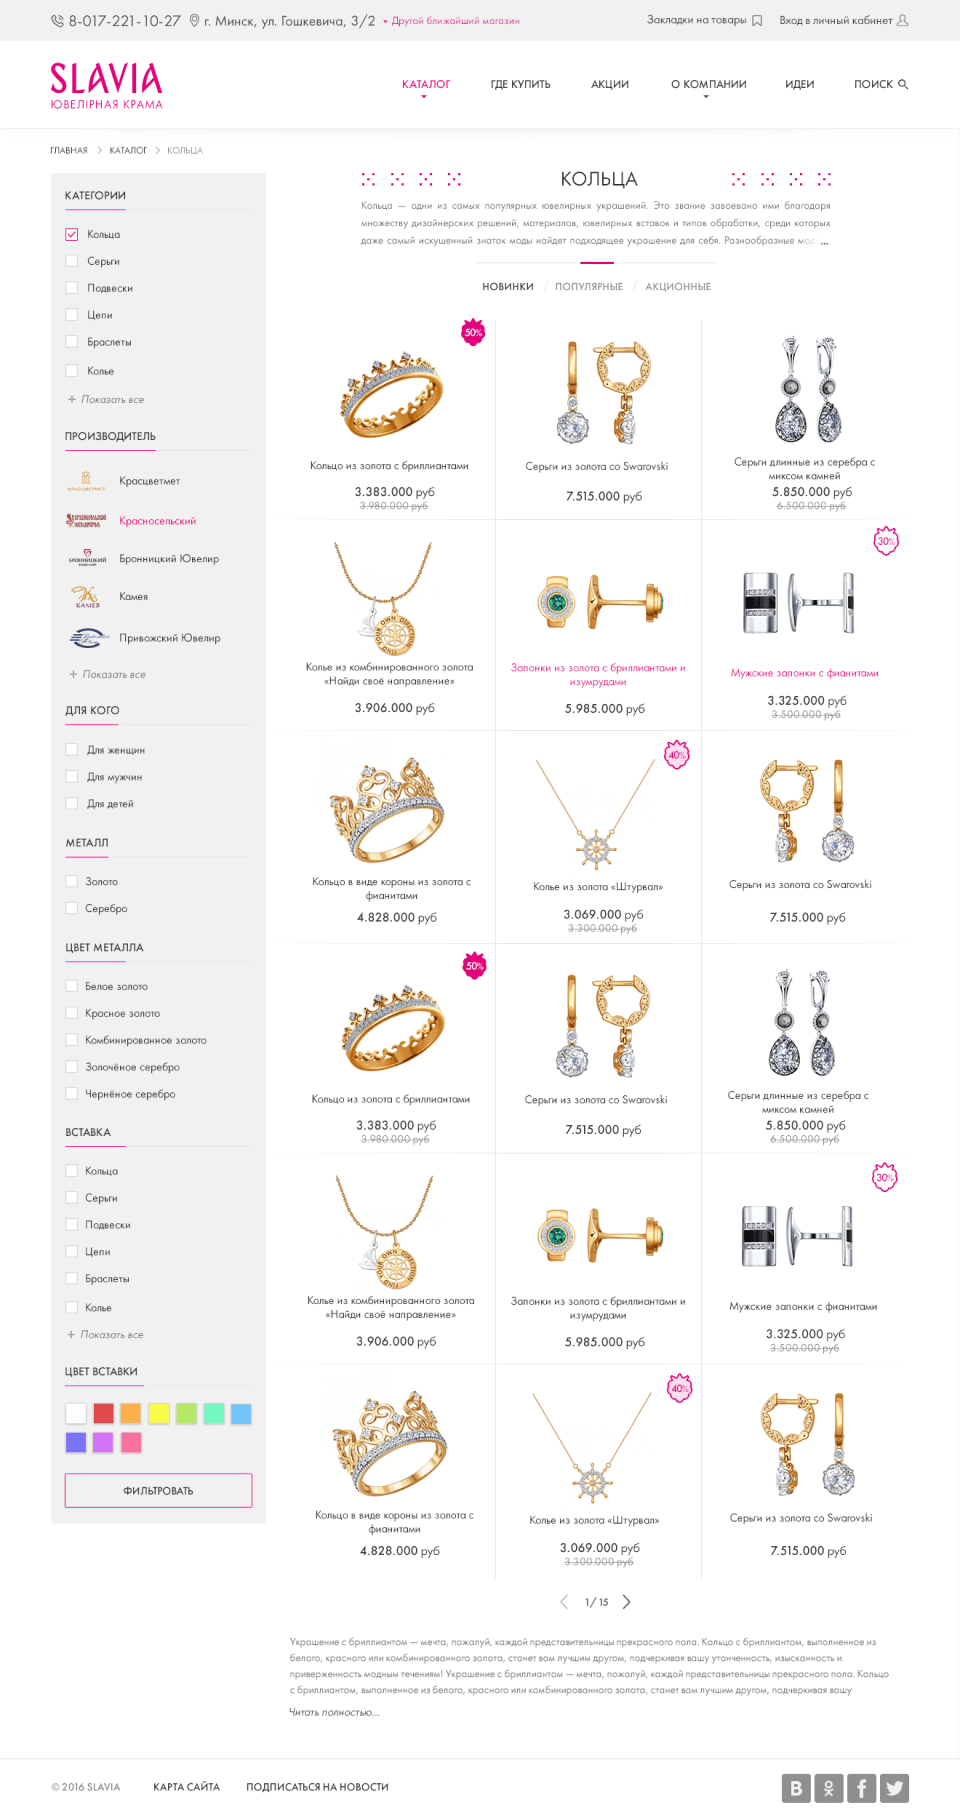 8-017-221-10-27 г. Минск, ул. Гошкевича, 3/2 Другой ближайший магазин
Закладки на товары Вход в личный кабинет
SLAVIA
ЮВЕЛІРНАЯ КРАМА
КАТАЛОГ ГДЕ КУПИТЬ АКЦИИ О КОМПАНИИ ИДЕИ ПОИСК
ГЛАВНАЯ КАТАЛОГ КОЛЬЦА
КАТЕГОРИИ
Кольца
Серьги
Подвески
Цепи
Браслеты
Колье
+ Показать все
ПРОИЗВОДИТЕЛЬ
КРАСЦВЕТМЕТ
Красцветмет
Красносельский
БРОННИЦКИЙ
Бронницкий Ювелир
КАМЕЯ
Камея
Привожский Ювелир
+ Показать все
ДЛЯ КОГО
Для женщин
Для мужчин
Для детей
МЕТАЛЛ
Золото
Серебро
ЦВЕТ МЕТАЛЛА
Белое золото
Красное золото
Комбинированное золото
Золочёное серебро
Чернёное серебро
ВСТАВКА
Кольца
Серьги
Подвески
Цепи
Браслеты
Колье
+ Показать все
ЦВЕТ ВСТАВКИ
ФИЛЬТРОВАТЬ
КОЛЬЦА
Кольца — одни из самых популярных ювелирных украшений. Это звание завоевано ими благодаря
множеству дизайнерских решений, материалов, ювелирных вставок и типов обработки, среди которых
даже самый искушенный знаток моды найдет подходящее украшение для себя. Разнообразные мод...
НОВИНКИ / ПОПУЛЯРНЫЕ / АКЦИОННЫЕ
50%
Кольцо из золота с бриллиантами
3.383.000 руб
3.980.000 руб
Серьги из золота со Swarovski
7.515.000 руб
Серьги длинные из серебра с
миксом камней
5.850.000 руб
6.500.000 руб
FIND YOUR OWN DIRECTION
Колье из комбинированного золота
«Найди своё направление»
3.906.000 руб
Запонки из золота с бриллиантами и
изумрудами
5.985.000 руб
30%
Мужские запонки с фианитами
3.325.000 руб
3.500.000 руб
Кольцо в виде короны из золота с
фианитами
4.828.000 руб
40%
Колье из золота «Штурвал»
3.069.000 руб
3.300.000 руб
Серьги из золота со Swarovski
7.515.000 руб
50%
Кольцо из золота с бриллиантами
3.383.000 руб
3.980.000 руб
Серьги из золота со Swarovski
7.515.000 руб
Серьги длинные из серебра с
миксом камней
5.850.000 руб
6.500.000 руб
FIND YOUR OWN DIRECTION
Колье из комбинированного золота
«Найди своё направление»
3.906.000 руб
Запонки из золота с бриллиантами и
изумрудами
5.985.000 руб
30%
Мужские запонки с фианитами
3.325.000 руб
3.500.000 руб
Кольцо в виде короны из золота с
фианитами
4.828.000 руб
40%
Колье из золота «Штурвал»
3.069.000 руб
3.300.000 руб
Серьги из золота со Swarovski
7.515.000 руб
1/15
Украшение с бриллиантом — мечта, пожалуй, каждой представительницы прекрасного пола. Кольцо с бриллиантом, выполненное из
белого, красного или комбинированного золота, станет вам лучшим другом, подчеркивая вашу утонченность, изысканность и
приверженность модным течениям! Украшение с бриллиантом — мечта, пожалуй, каждой представительницы прекрасного пола. Кольцо
с бриллиантом, выполненное из белого, красного или комбинированного золота, станет вам лучшим другом, подчеркивая вашу
Читать полностью...
© 2016 SLAVIA КАРТА САЙТА ПОДПИСАТЬСЯ НА НОВОСТИ